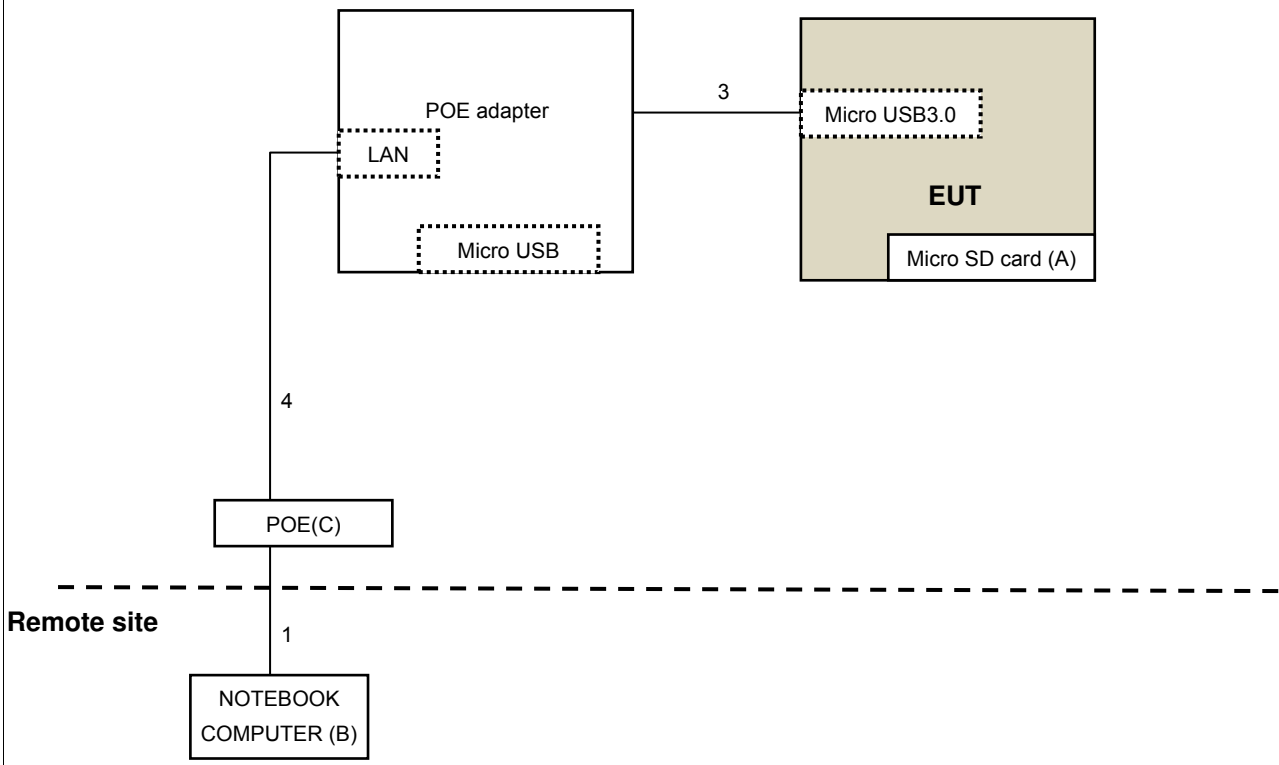 POE adapter
LAN
Micro USB
3
Micro USB3.0
EUT
Micro SD card (A)
4
POE(C)
Remote site
1
NOTEBOOK
COMPUTER (B)